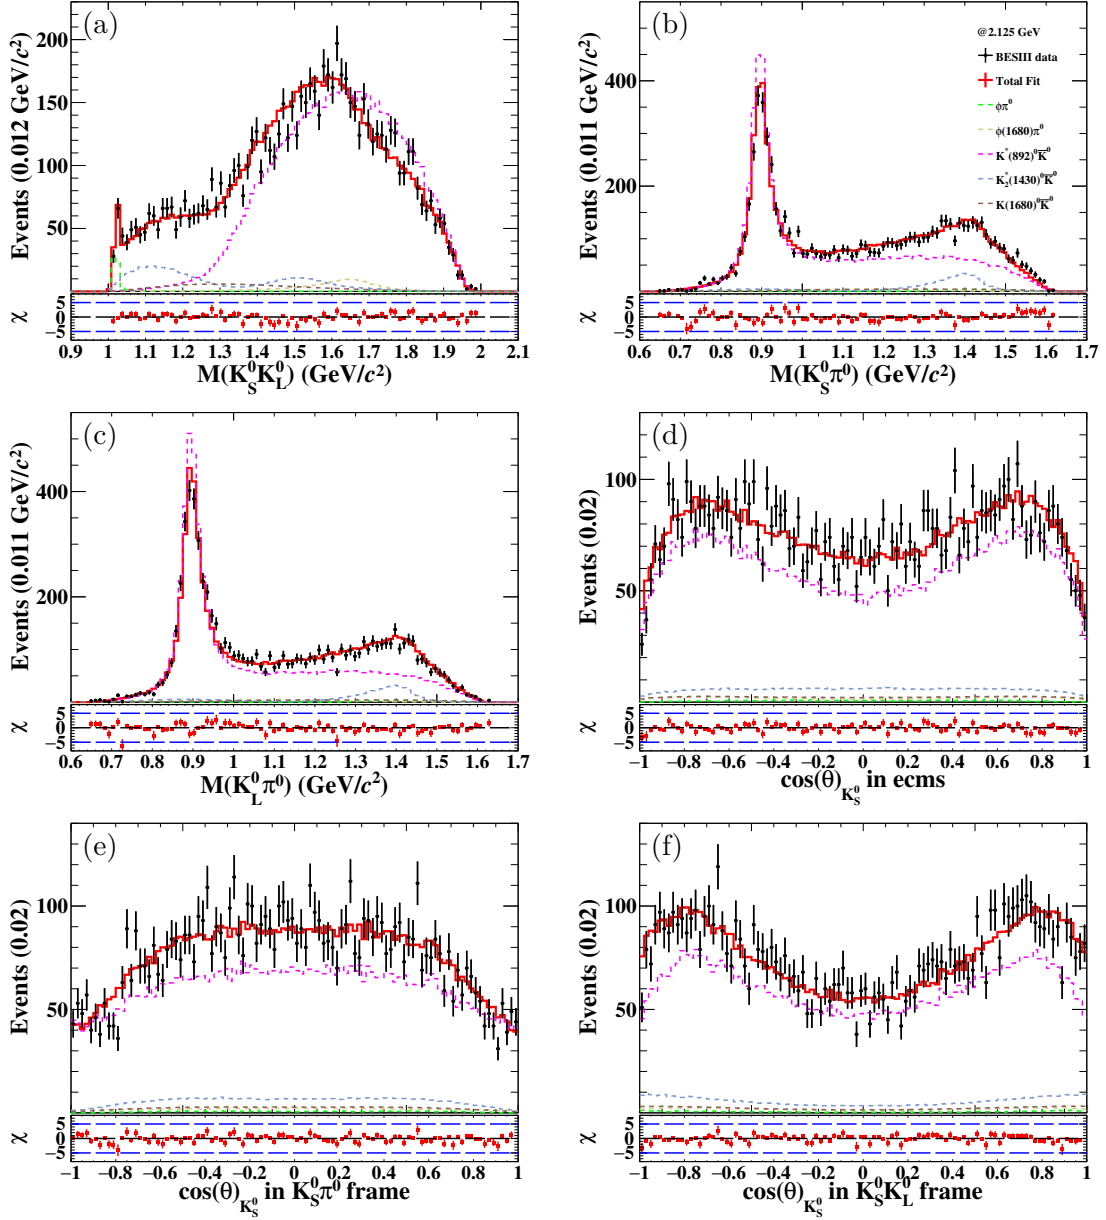 (a)
Events (0.012 GeV/c²)
200
150
100
50
χ
5
0
−5
0.9 1 1.1 1.2 1.3 1.4 1.5 1.6 1.7 1.8 1.9 2 2.1
M(K⁰_S K⁰_L) (GeV/c²)
(b)
Events (0.011 GeV/c²)
400
200
@2.125 GeV
BESIII data
Total Fit
ϕπ⁰
ϕ(1680)π⁰
K*(892)⁰K̅⁰
K*₂(1430)⁰K̅⁰
K(1680)⁰K̅⁰
χ
5
0
−5
0.6 0.7 0.8 0.9 1 1.1 1.2 1.3 1.4 1.5 1.6 1.7
M(K⁰_S π⁰) (GeV/c²)
(c)
Events (0.011 GeV/c²)
400
200
χ
5
0
−5
0.6 0.7 0.8 0.9 1 1.1 1.2 1.3 1.4 1.5 1.6 1.7
M(K⁰_L π⁰) (GeV/c²)
(d)
Events (0.02)
100
50
χ
5
0
−5
−1 −0.8 −0.6 −0.4 −0.2 0 0.2 0.4 0.6 0.8 1
cos(θ)_K⁰_S in ecms
(e)
Events (0.02)
100
50
χ
5
0
−5
−1 −0.8 −0.6 −0.4 −0.2 0 0.2 0.4 0.6 0.8 1
cos(θ)_K⁰_S in K⁰_S π⁰ frame
(f)
Events (0.02)
100
50
χ
5
0
−5
−1 −0.8 −0.6 −0.4 −0.2 0 0.2 0.4 0.6 0.8 1
cos(θ)_K⁰_S in K⁰_S K⁰_L frame